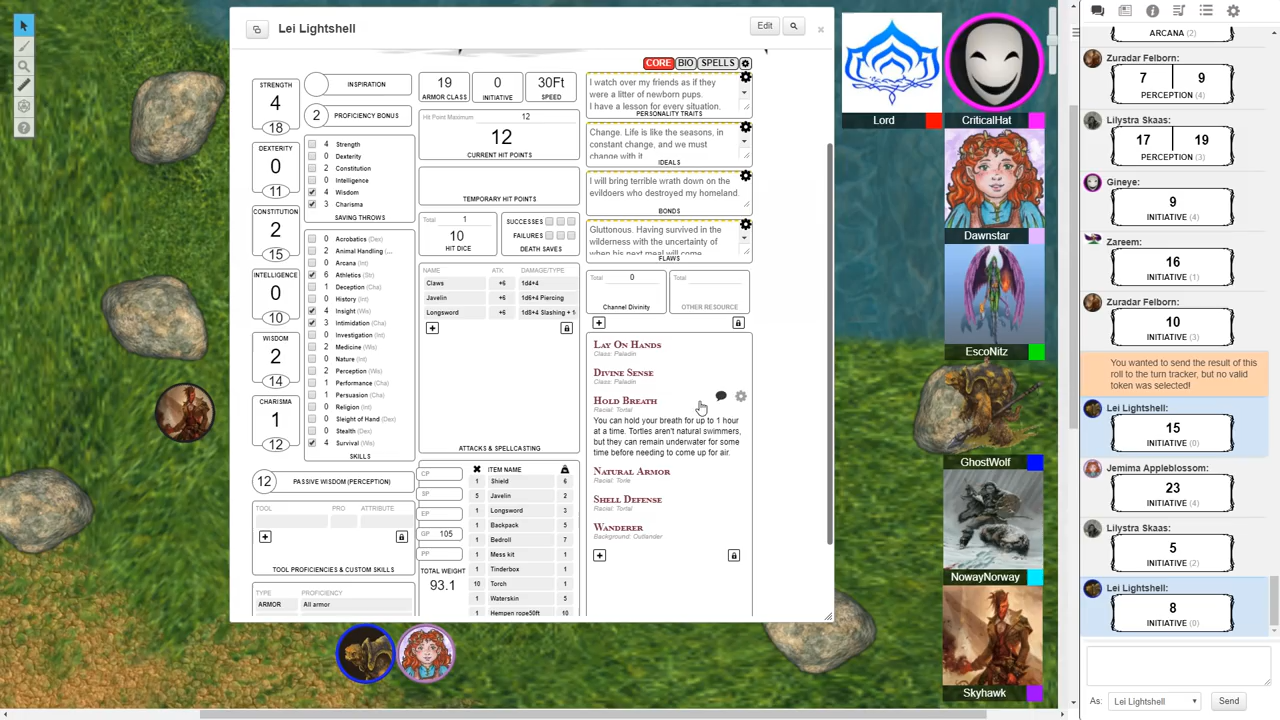 Lei Lightshell
Edit
CORE
BIO
SPELLS
STRENGTH
4
18
DEXTERITY
0
11
CONSTITUTION
2
15
INTELLIGENCE
0
10
WISDOM
2
14
CHARISMA
1
12
INSPIRATION
2 PROFICIENCY BONUS
4 Strength
0 Dexterity
2 Constitution
0 Intelligence
4 Wisdom
3 Charisma
SAVING THROWS
0 Acrobatics (Dex)
2 Animal Handling (...
0 Arcana (Int)
6 Athletics (Str)
1 Deception (Cha)
0 History (Int)
4 Insight (Wis)
3 Intimidation (Cha)
0 Investigation (Int)
2 Medicine (Wis)
0 Nature (Int)
2 Perception (Wis)
1 Performance (Cha)
1 Persuasion (Cha)
0 Religion (Int)
0 Sleight of Hand (Dex)
0 Stealth (Dex)
4 Survival (Wis)
SKILLS
12 PASSIVE WISDOM (PERCEPTION)
TOOL PRO ATTRIBUTE
TOOL PROFICIENCIES & CUSTOM SKILLS
TYPE PROFICIENCY
ARMOR All armor
19
ARMOR CLASS
0
INITIATIVE
30Ft
SPEED
Hit Point Maximum 12
12
CURRENT HIT POINTS
TEMPORARY HIT POINTS
Total 1
10
HIT DICE
SUCCESSES
FAILURES
DEATH SAVES
NAME ATK DAMAGE/TYPE
Claws +6 1d4+4
Javelin +6 1d6+4 Piercing
Longsword +6 1d8+4 Slashing + 1
ATTACKS & SPELLCASTING
CP
SP
EP
GP 105
PP
TOTAL WEIGHT
93.1
ITEM NAME
1 Shield 6
5 Javelin 2
1 Longsword 3
1 Backpack 5
1 Bedroll 7
1 Mess kit 1
1 Tinderbox 1
10 Torch 1
1 Waterskin 5
1 Hempen rope50ft 10
I watch over my friends as if they
were a litter of newborn pups.
I have a lesson for every situation.
PERSONALITY TRAITS
Change. Life is like the seasons, in
constant change, and we must
change with it
IDEALS
I will bring terrible wrath down on the
evildoers who destroyed my homeland.
BONDS
Gluttonous. Having survived in the
wilderness with the uncertainty of
when his next meal will come
FLAWS
Total 0
Channel Divinity
Total
OTHER RESOURCE
LAY ON HANDS
Class: Paladin
DIVINE SENSE
Class: Paladin
HOLD BREATH
Racial: Tortal
You can hold your breath for up to 1 hour
at a time. Tortles aren't natural swimmers,
but they can remain underwater for some
time before needing to come up for air.
NATURAL ARMOR
Racial: Torle
SHELL DEFENSE
Racial: Tortal
WANDERER
Background: Outlander
Lord
CriticalHat
Dawnstar
EscoNitz
GhostWolf
NowayNorway
Skyhawk
ARCANA (2)
Zuradar Felborn:
7 9
PERCEPTION (4)
Lilystra Skaas:
17 19
PERCEPTION (3)
Gineye:
9
INITIATIVE (4)
Zareem:
16
INITIATIVE (1)
Zuradar Felborn:
10
INITIATIVE (3)
You wanted to send the result of this
roll to the turn tracker, but no valid
token was selected!
Lei Lightshell:
15
INITIATIVE (0)
Jemima Appleblossom:
23
INITIATIVE (4)
Lilystra Skaas:
5
INITIATIVE (2)
Lei Lightshell:
8
INITIATIVE (0)
As: Lei Lightshell Send